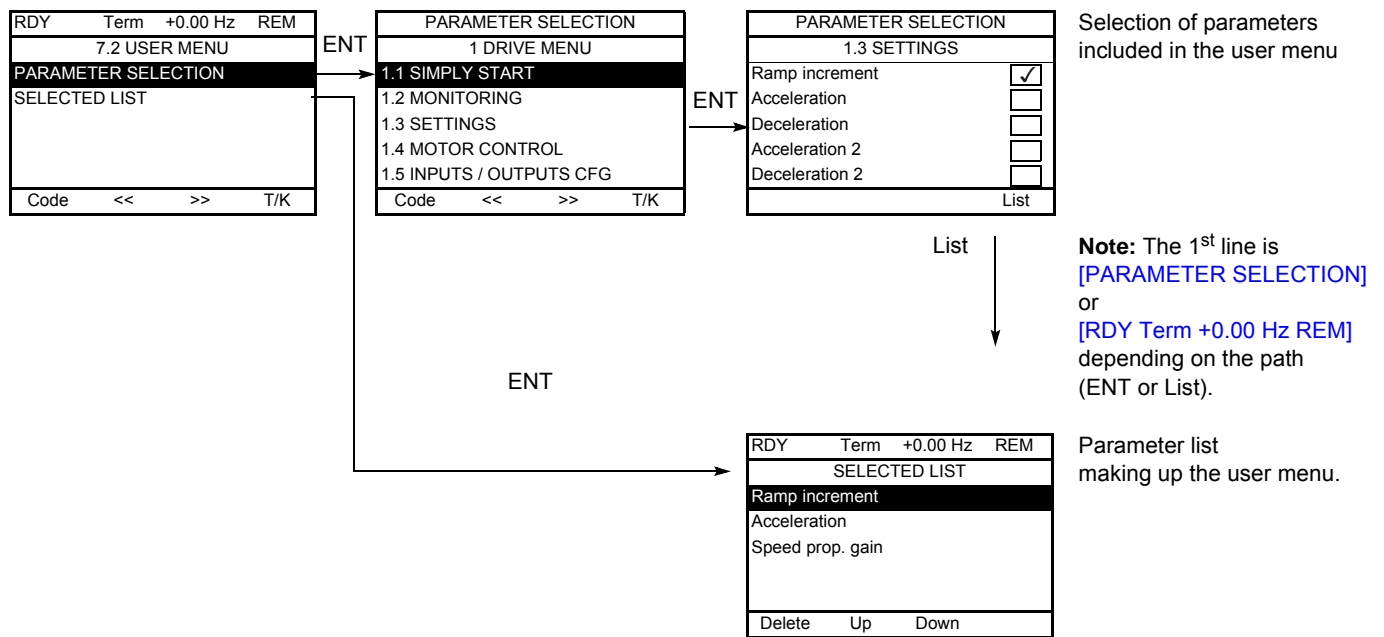 RDY Term +0.00 Hz REM
7.2 USER MENU
PARAMETER SELECTION
SELECTED LIST
Code << >> T/K
ENT
PARAMETER SELECTION
1 DRIVE MENU
1.1 SIMPLY START
1.2 MONITORING
1.3 SETTINGS
1.4 MOTOR CONTROL
1.5 INPUTS / OUTPUTS CFG
Code << >> T/K
ENT
PARAMETER SELECTION
1.3 SETTINGS
Ramp increment ✓
Acceleration
Deceleration
Acceleration 2
Deceleration 2
List
Selection of parameters
included in the user menu
List
Note: The 1st line is
[PARAMETER SELECTION]
or
[RDY Term +0.00 Hz REM]
depending on the path
(ENT or List).
ENT
RDY Term +0.00 Hz REM
SELECTED LIST
Ramp increment
Acceleration
Speed prop. gain
Delete Up Down
Parameter list
making up the user menu.